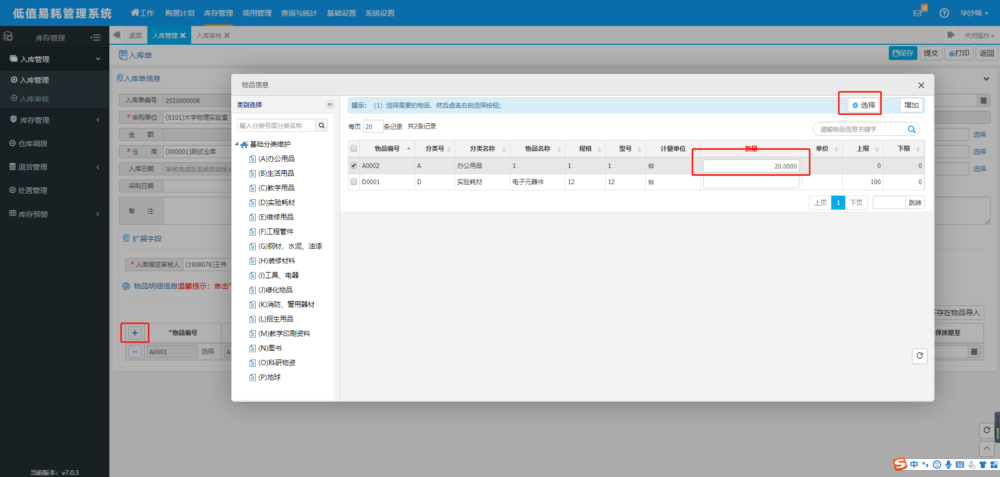 低值易耗管理系统
工作 购置计划 库存管理 领用管理 查询与统计 基础设置 系统设置
0
华沙咪
库存管理
桌面 入库管理 入库审核 关闭操作
入库管理
入库管理
入库审核
库存管理
仓库调拨
退货管理
处置管理
库存预警
当前版本：v7.0.3
入库单
保存 提交 打印 返回
入库单信息
入库单编号 2020000008
* 申购单位 (0101)大学物理实验室
金 额
选择
* 仓 库 (000001)测试仓库
选择
入库日期 审核完成后系统自动生成
选择
采购日期
备 注
扩展字段
* 入库指定审核人 (1908076)王伟
物品明细信息温馨提示：单击"
不存在物品导入
*物品编号
保质期至
A0001 选择 A
物品信息
类别选择
输入分类号或分类名称
基础分类维护
(A)办公用品
(B)生活用品
(C)教学用品
(D)实验耗材
(E)维修用品
(F)工程管件
(G)钢材、水泥、油漆
(H)装修材料
(I)工具、电器
(J)绿化物品
(K)消防、警用器材
(L)招生用品
(M)教学印刷资料
(N)图书
(O)科研物资
(P)地球
提示：（1）选择需要的物品，然后点击右侧选择按钮;
选择 增加
每页 20 条记录 共2条记录
请输物品信息关键字
物品编号 分类号 分类名称 物品名称 规格 型号 计量单位 数量 单价 上限 下限
A0002 A 办公用品 1 1 1 台 20.0000 0 0
D0001 D 实验耗材 电子元器件 12 12 台 100 0
上页 1 下页 跳转
S 中